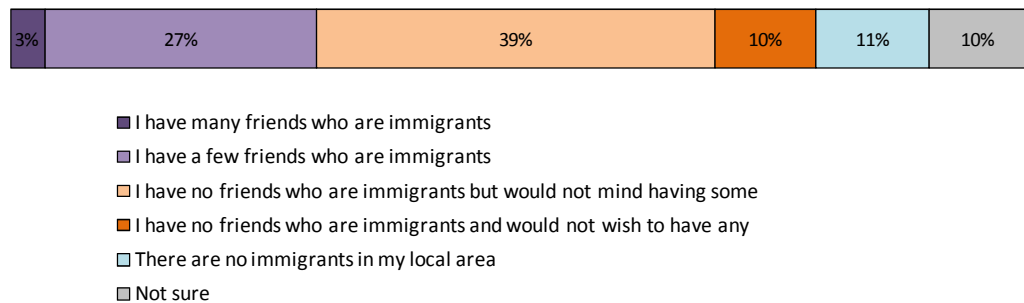 3% 27% 39% 10% 11% 10%
I have many friends who are immigrants
I have a few friends who are immigrants
I have no friends who are immigrants but would not mind having some
I have no friends who are immigrants and would not wish to have any
There are no immigrants in my local area
Not sure